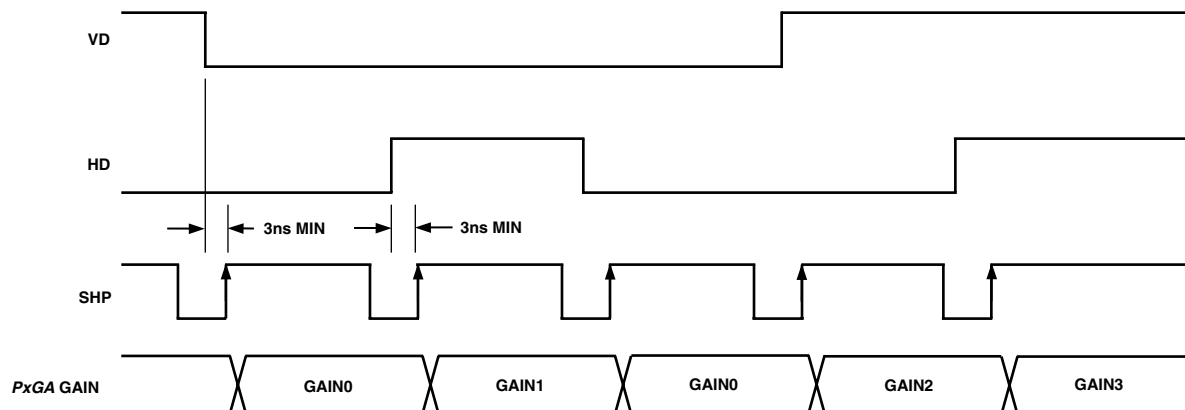 VD
HD
3ns MIN
3ns MIN
SHP
PxGA GAIN
GAIN0
GAIN1
GAIN0
GAIN2
GAIN3